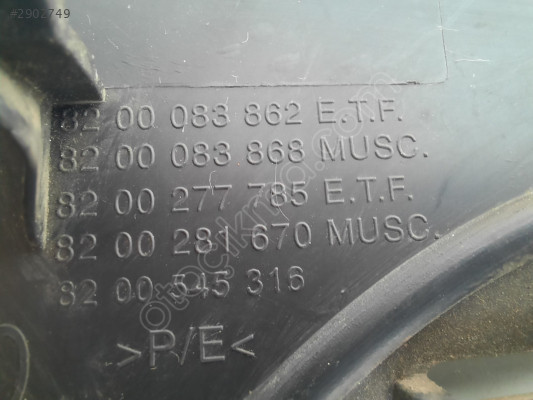 #2902749
82 00 083 862 E.T.F.
82 00 083 868 MUSC.
82 00 277 785 E.T.F.
82 00 281 670 MUSC.
82 00 545 316
>P/E<